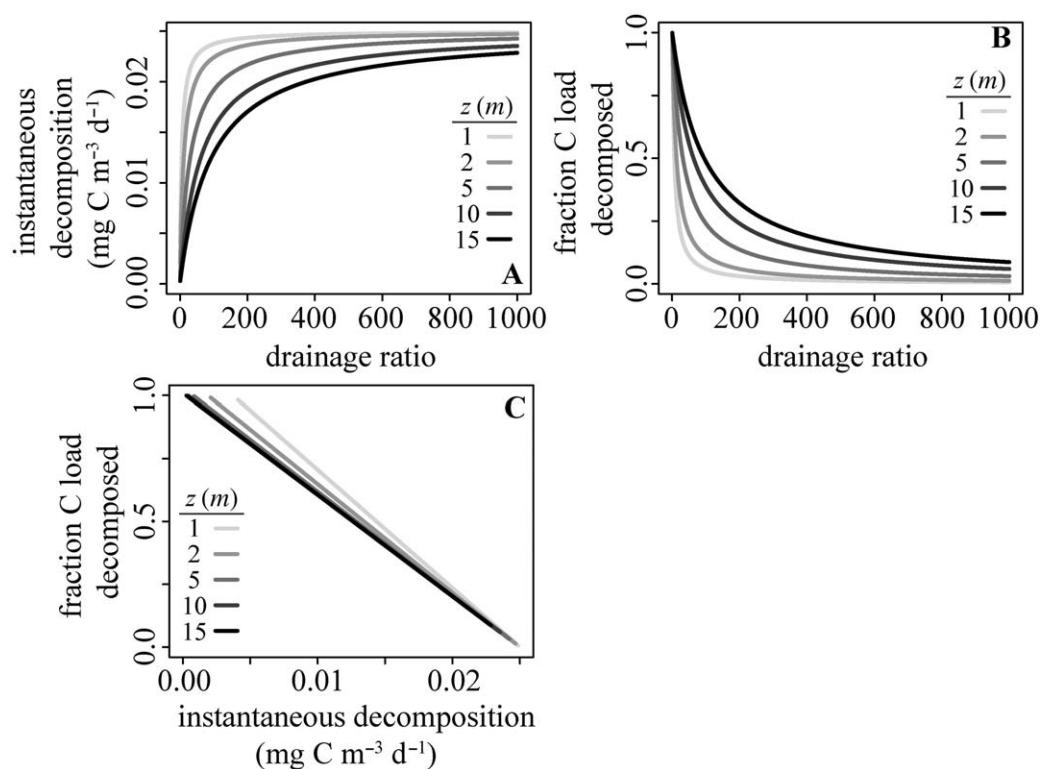 instantaneous
decomposition
(mg C m⁻³ d⁻¹)
0.00 0.01 0.02
z (m)
1
2
5
10
15
A
0 200 400 600 800 1000
drainage ratio
fraction C load
decomposed
0.0 0.5 1.0
B
z (m)
1
2
5
10
15
0 200 400 600 800 1000
drainage ratio
fraction C load
decomposed
0.0 0.5 1.0
C
z (m)
1
2
5
10
15
0.00 0.01 0.02
instantaneous decomposition
(mg C m⁻³ d⁻¹)